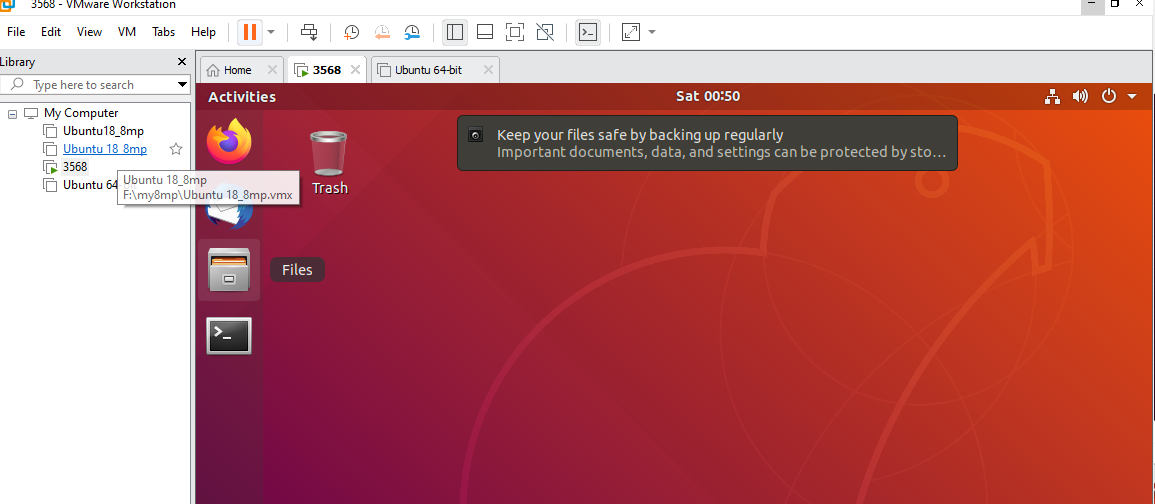 3568 - VMware Workstation
File Edit View VM Tabs Help
Library
Type here to search
My Computer
Ubuntu18_8mp
Ubuntu 18_8mp
3568
Ubuntu 64
Ubuntu 18_8mp
F:\my8mp\Ubuntu 18_8mp.vmx
Home 3568 Ubuntu 64-bit
Activities Sat 00:50
Keep your files safe by backing up regularly
Important documents, data, and settings can be protected by sto...
Trash
Files